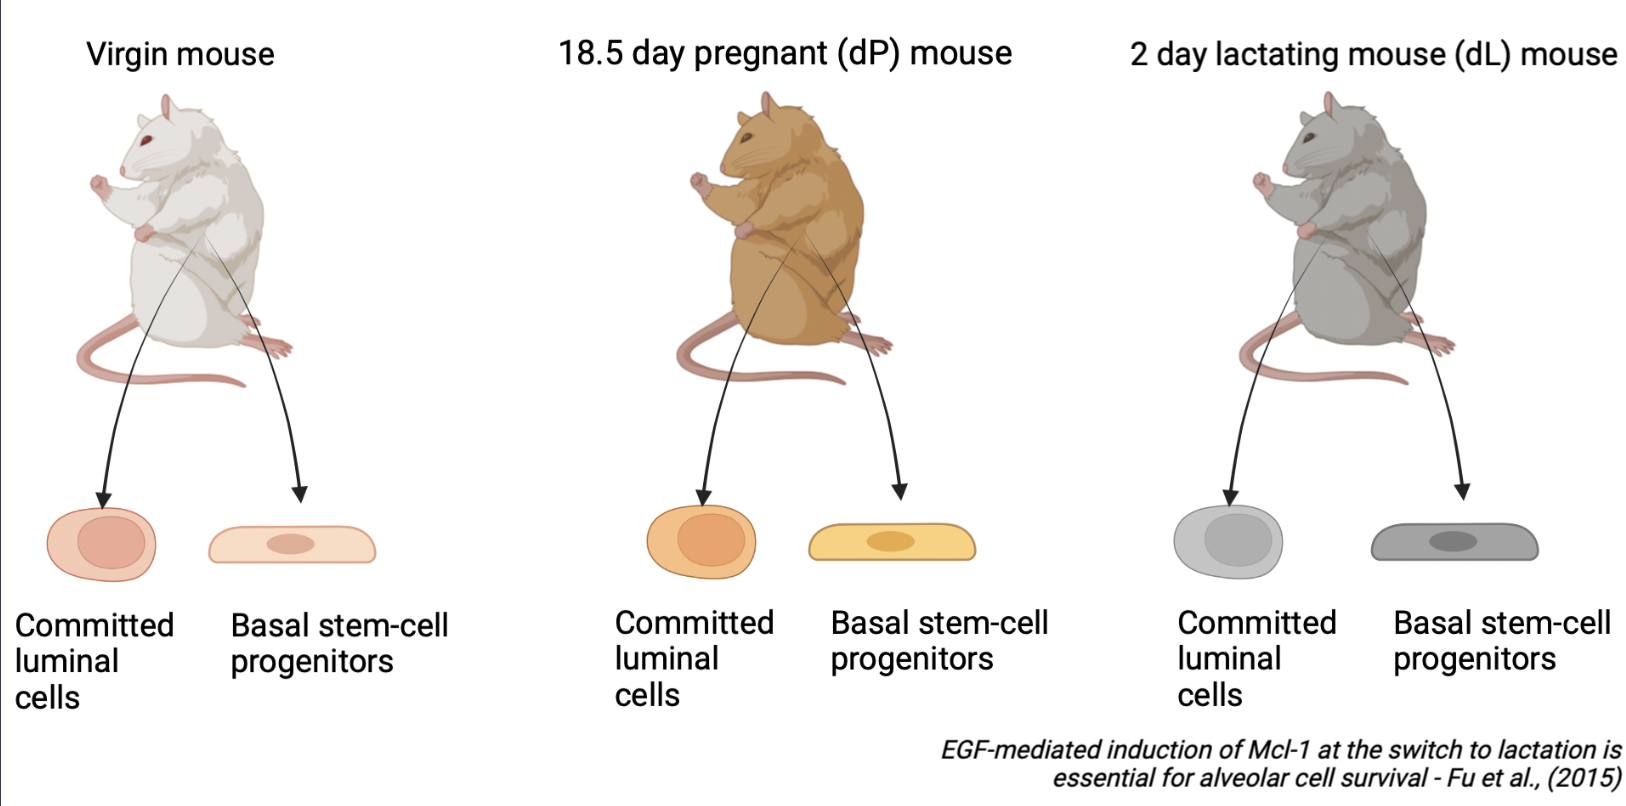 Virgin mouse
18.5 day pregnant (dP) mouse
2 day lactating mouse (dL) mouse
Committed
luminal
cells
Basal stem-cell
progenitors
Committed
luminal
cells
Basal stem-cell
progenitors
Committed
luminal
cells
Basal stem-cell
progenitors
EGF-mediated induction of Mcl-1 at the switch to lactation is
essential for alveolar cell survival - Fu et al., (2015)